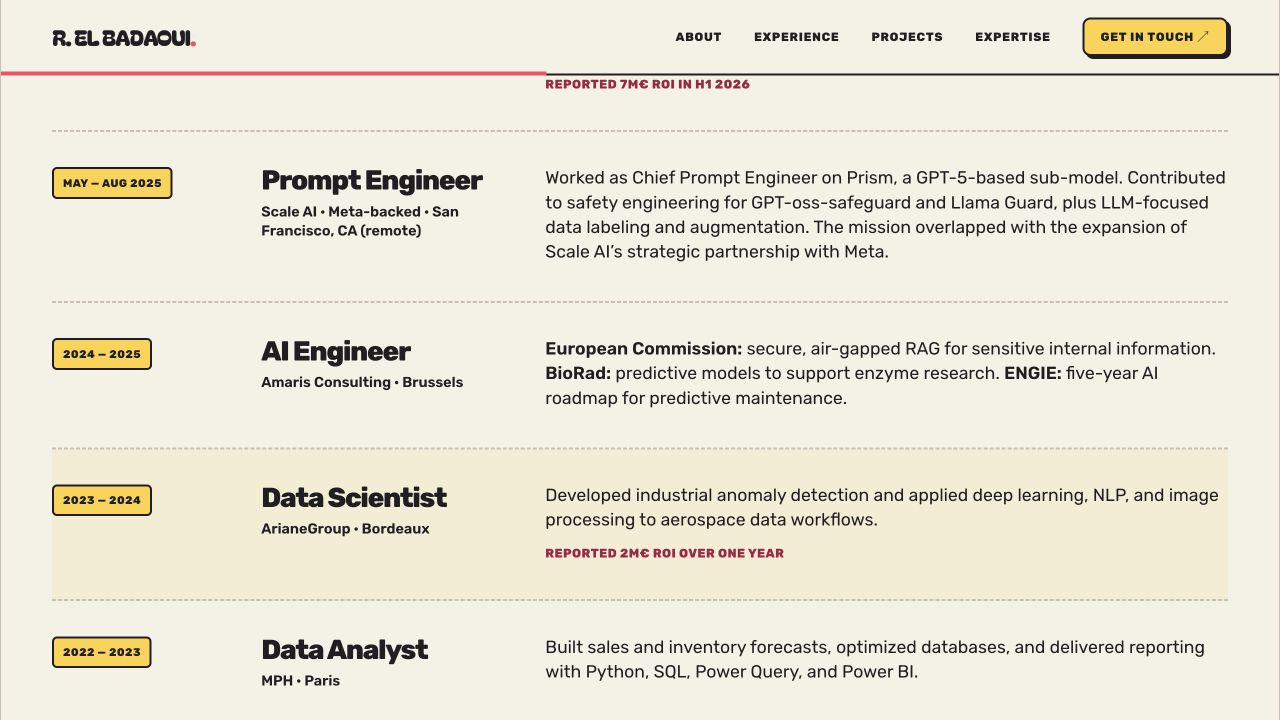 R. EL BADAOUI.
ABOUT
EXPERIENCE
PROJECTS
EXPERTISE
GET IN TOUCH ↗
REPORTED 7M€ ROI IN H1 2026
MAY – AUG 2025
Prompt Engineer
Scale AI • Meta-backed • San
Francisco, CA (remote)
Worked as Chief Prompt Engineer on Prism, a GPT-5-based sub-model. Contributed
to safety engineering for GPT-oss-safeguard and Llama Guard, plus LLM-focused
data labeling and augmentation. The mission overlapped with the expansion of
Scale AI’s strategic partnership with Meta.
2024 – 2025
AI Engineer
Amaris Consulting • Brussels
European Commission: secure, air-gapped RAG for sensitive internal information.
BioRad: predictive models to support enzyme research. ENGIE: five-year AI
roadmap for predictive maintenance.
2023 – 2024
Data Scientist
ArianeGroup • Bordeaux
Developed industrial anomaly detection and applied deep learning, NLP, and image
processing to aerospace data workflows.
REPORTED 2M€ ROI OVER ONE YEAR
2022 – 2023
Data Analyst
MPH • Paris
Built sales and inventory forecasts, optimized databases, and delivered reporting
with Python, SQL, Power Query, and Power BI.